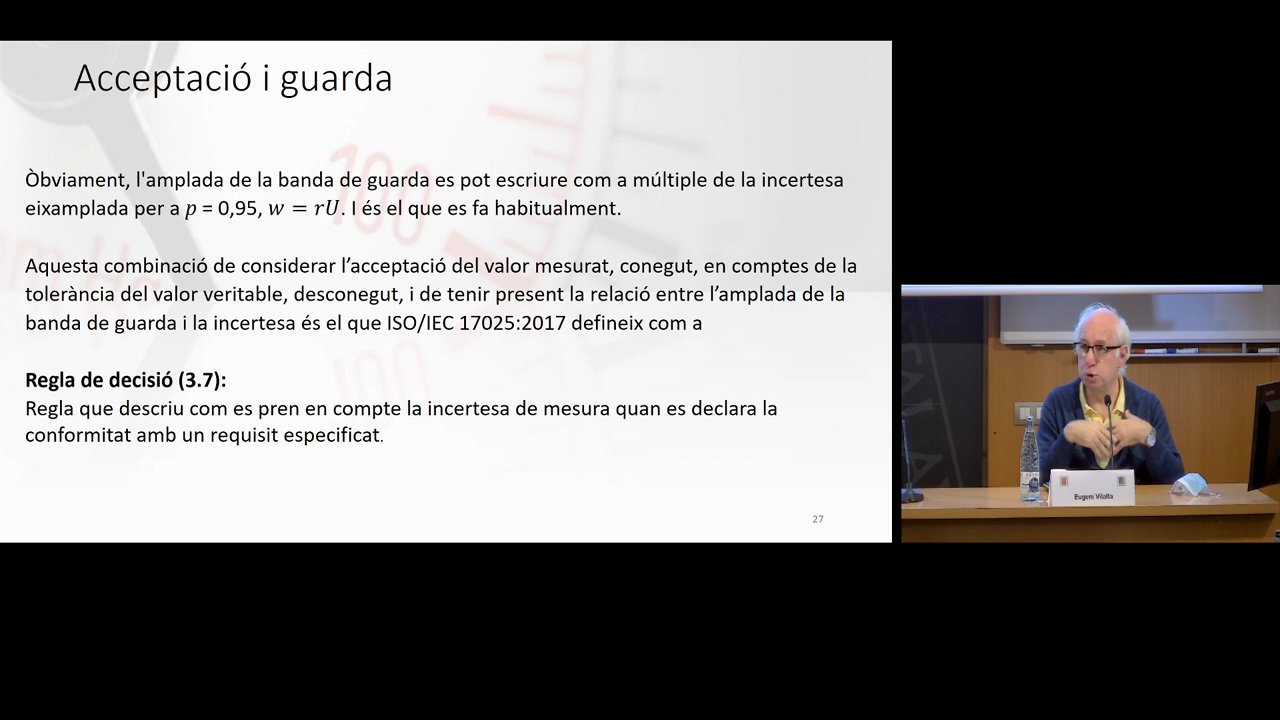 Acceptació i guarda
Òbviament, l'amplada de la banda de guarda es pot escriure com a múltiple de la incertesa
eixamplada per a p = 0,95, w = rU. I és el que es fa habitualment.
Aquesta combinació de considerar l’acceptació del valor mesurat, conegut, en comptes de la
tolerància del valor veritable, desconegut, i de tenir present la relació entre l’amplada de la
banda de guarda i la incertesa és el que ISO/IEC 17025:2017 defineix com a
Regla de decisió (3.7):
Regla que descriu com es pren en compte la incertesa de mesura quan es declara la
conformitat amb un requisit especificat.
27
100
Eugeni Vilalta